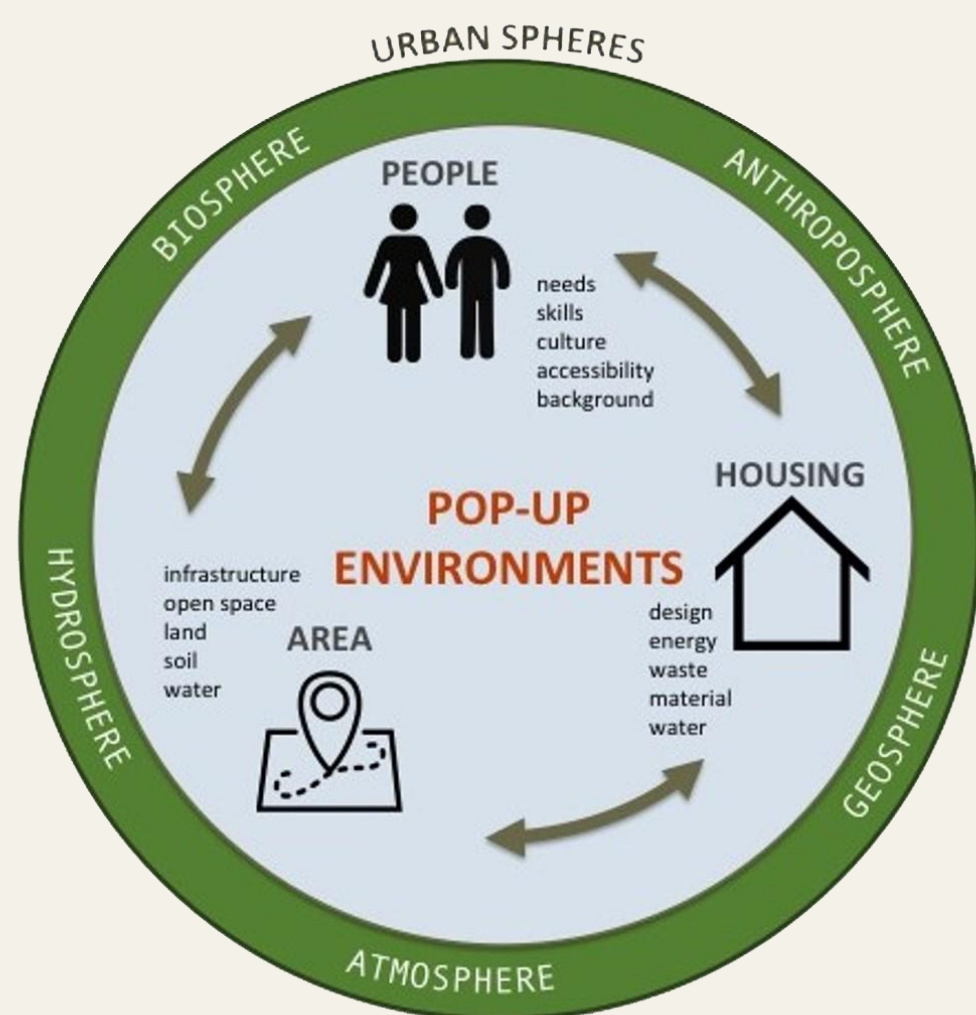 URBAN SPHERES
BIOSPHERE
ANTHROPOSPHERE
PEOPLE
needs
skills
culture
accessibility
background
HOUSING
POP-UP
ENVIRONMENTS
design
energy
waste
material
water
infrastructure
open space
land
soil
water
AREA
HYDROSPHERE
GEOSPHERE
ATMOSPHERE